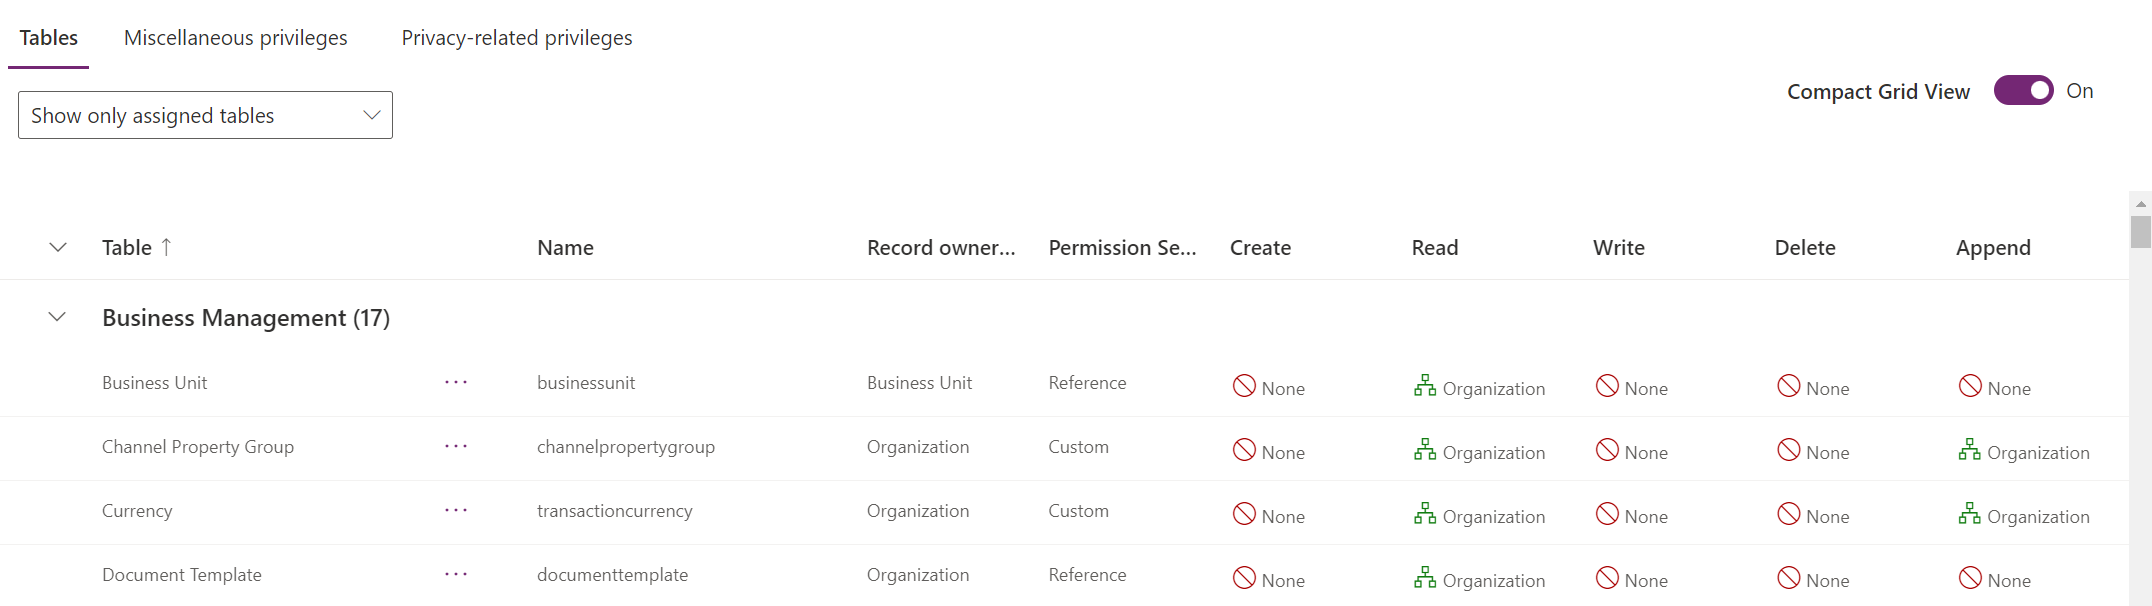 Tables Miscellaneous privileges Privacy-related privileges
Compact Grid View On
Show only assigned tables
Table ↑ Name Record owner... Permission Se... Create Read Write Delete Append
Business Management (17)
Business Unit ... businessunit Business Unit Reference None Organization None None None
Channel Property Group ... channelpropertygroup Organization Custom None Organization None None Organization
Currency ... transactioncurrency Organization Custom None Organization None None Organization
Document Template ... documenttemplate Organization Reference None Organization None None None